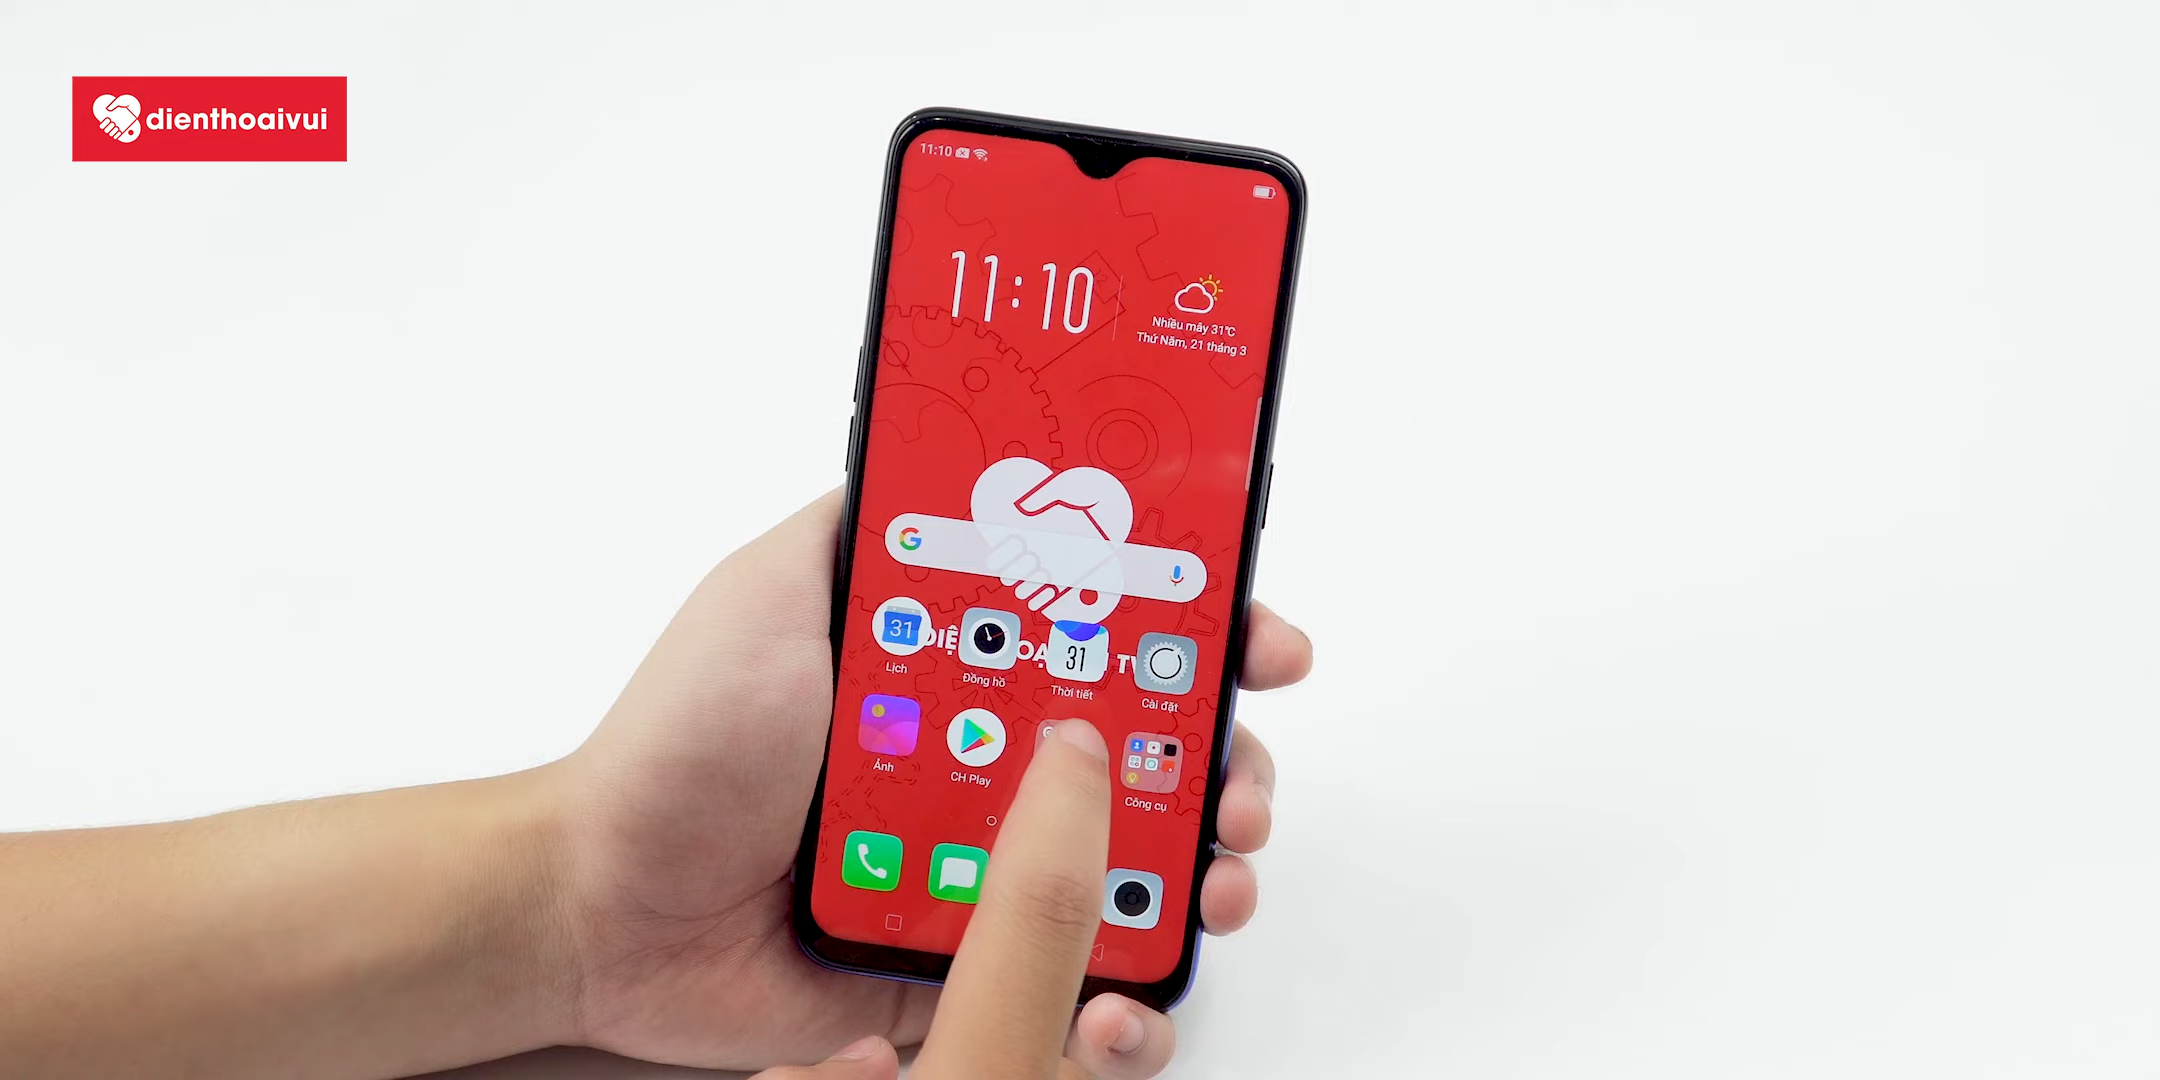 dienthoaivui
11:10
11:10
Nhiều mây 31°C
Thứ Năm, 21 tháng 3
31
31
Lịch
Đồng hồ
Thời tiết
Cài đặt
Ảnh
CH Play
Công cụ